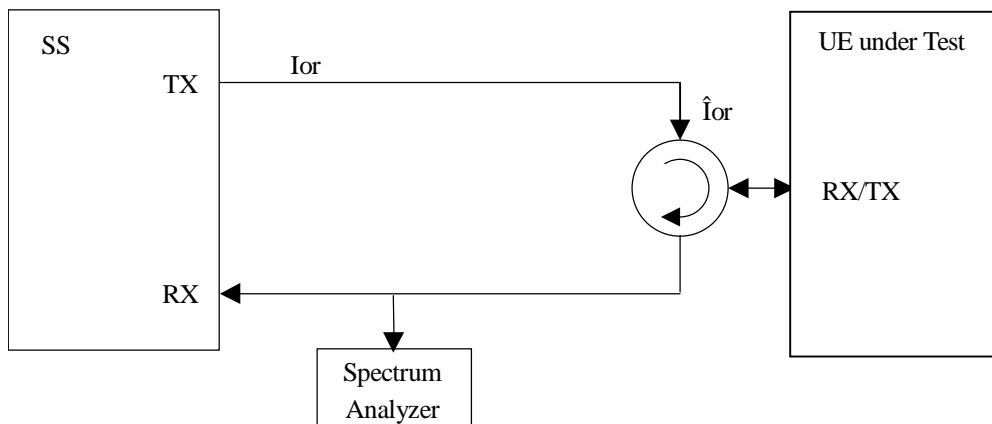 SS
UE under Test
TX
Ior
Îor
RX/TX
RX
Spectrum
Analyzer